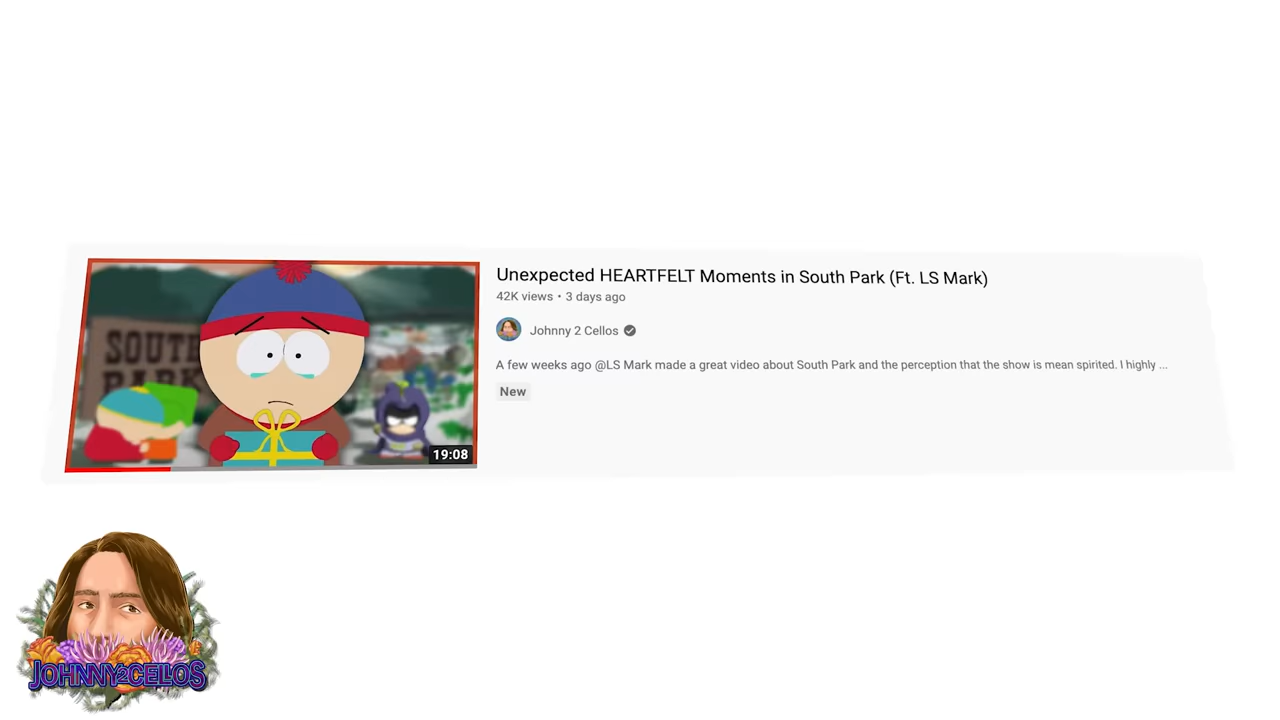 Unexpected HEARTFELT Moments in South Park (Ft. LS Mark)
42K views • 3 days ago
Johnny 2 Cellos
A few weeks ago @LS Mark made a great video about South Park and the perception that the show is mean spirited. I highly ...
New
SOUTH
PARK
19:08
JOHNNY2CELLOS